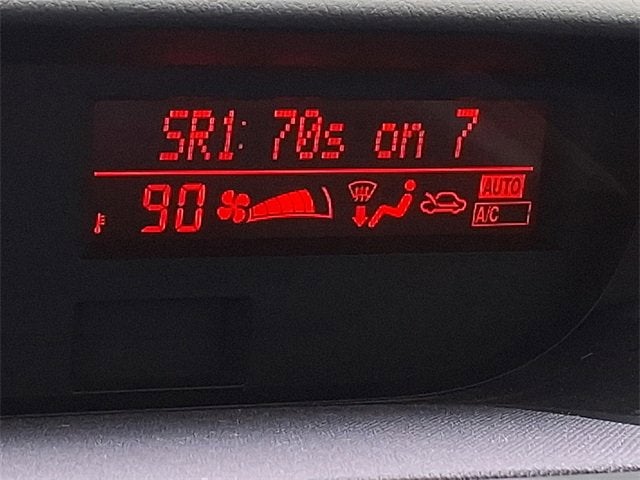 SR1: 70s on 7
90 AUTO
A/C